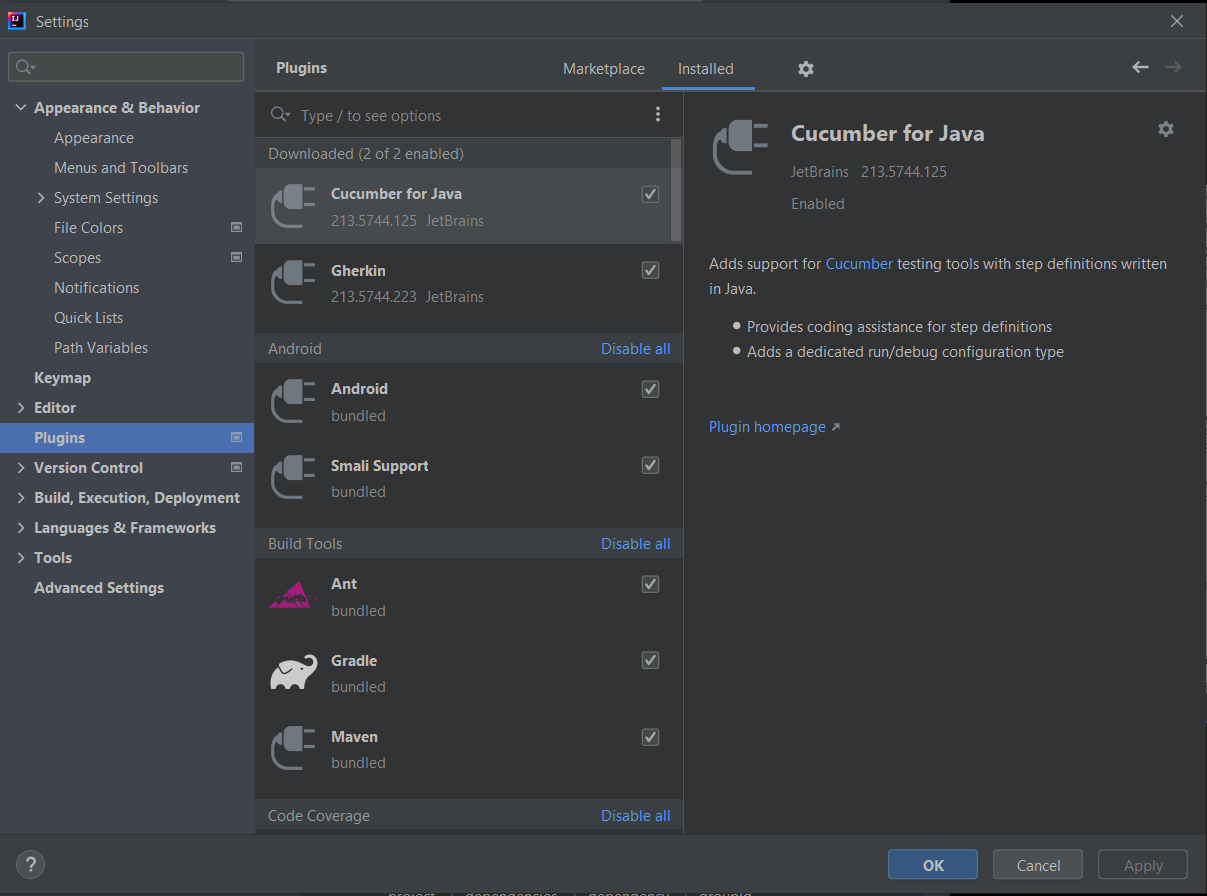 Settings
Appearance & Behavior
Appearance
Menus and Toolbars
System Settings
File Colors
Scopes
Notifications
Quick Lists
Path Variables
Keymap
Editor
Plugins
Version Control
Build, Execution, Deployment
Languages & Frameworks
Tools
Advanced Settings
Plugins
Marketplace
Installed
Type / to see options
Downloaded (2 of 2 enabled)
Cucumber for Java
213.5744.125 JetBrains
Gherkin
213.5744.223 JetBrains
Android Disable all
Android
bundled
Smali Support
bundled
Build Tools Disable all
Ant
bundled
Gradle
bundled
Maven
bundled
Code Coverage Disable all
Cucumber for Java
JetBrains 213.5744.125
Enabled
Adds support for Cucumber testing tools with step definitions written
in Java.
Provides coding assistance for step definitions
Adds a dedicated run/debug configuration type
Plugin homepage
?
OK
Cancel
Apply